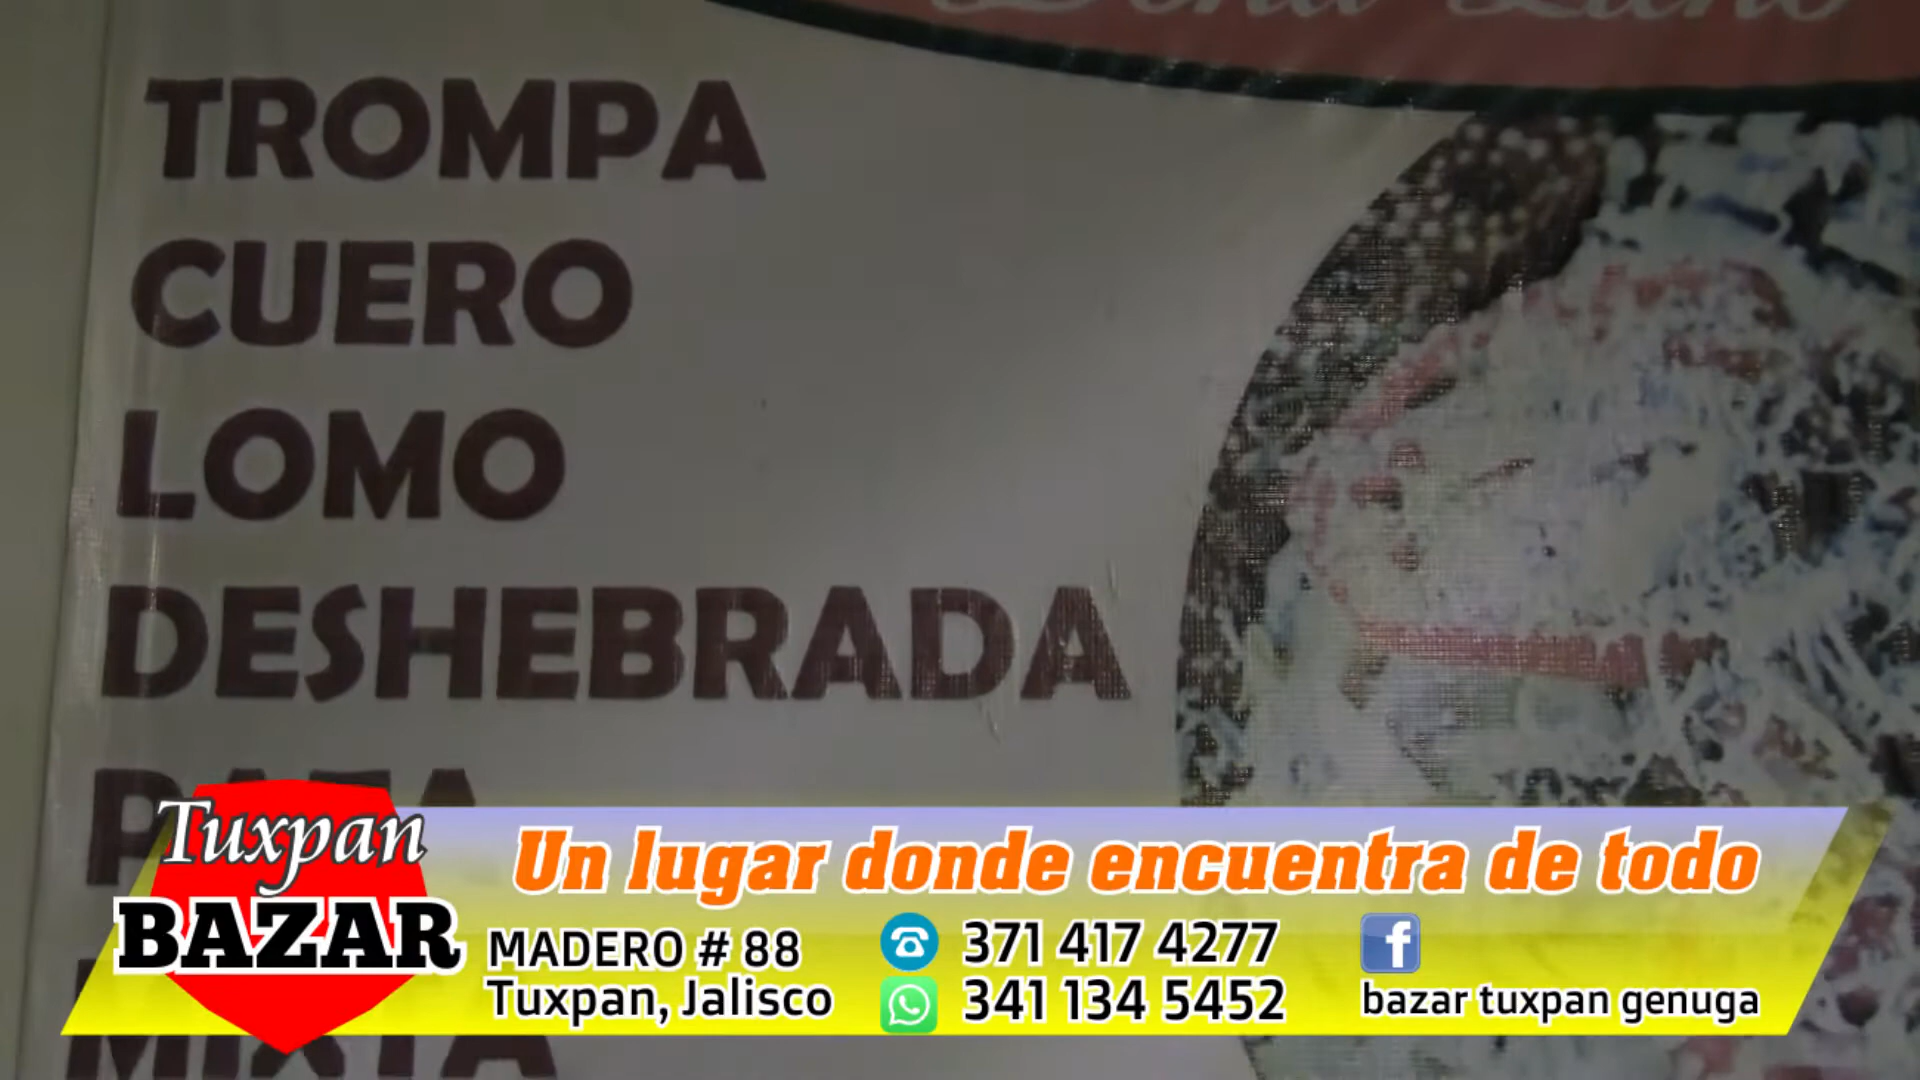 TROMPA
CUERO
LOMO
DESHEBRADA
MIXTA
Tuxpan
BAZAR
Un lugar donde encuentra de todo
MADERO # 88
Tuxpan, Jalisco
371 417 4277
341 134 5452
bazar tuxpan genuga